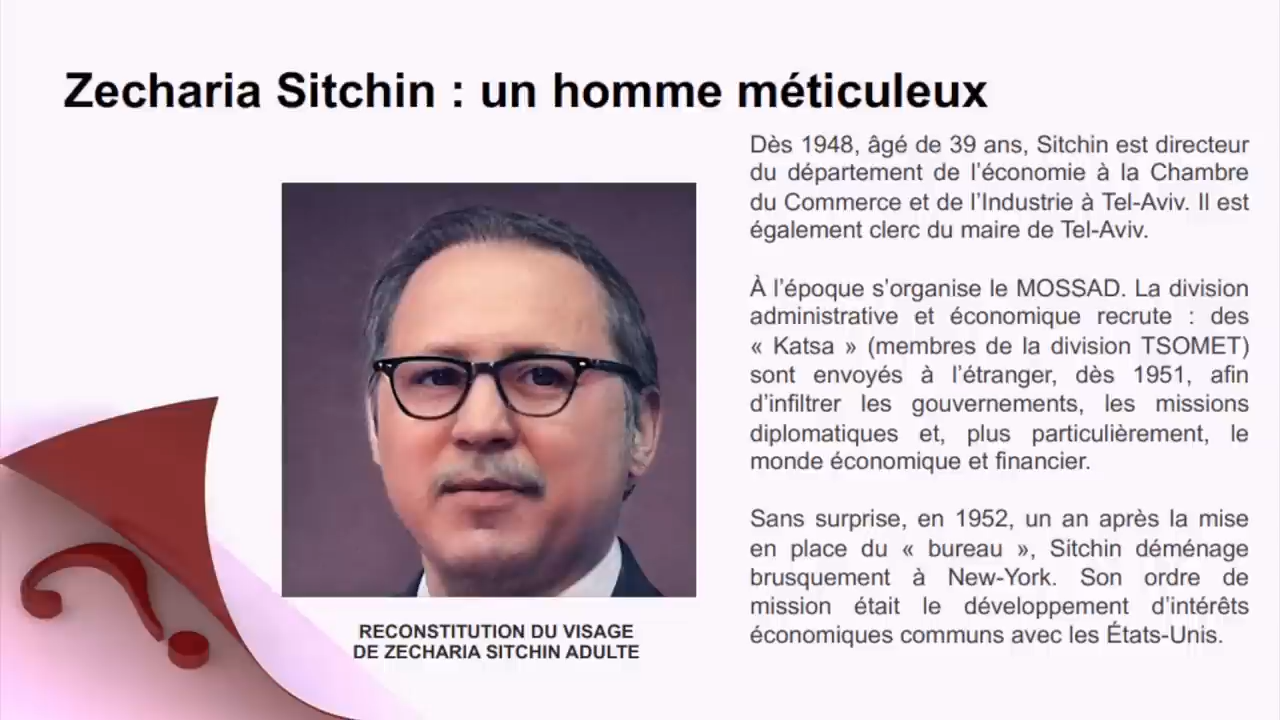 Zecharia Sitchin : un homme méticuleux
Dès 1948, âgé de 39 ans, Sitchin est directeur
du département de l’économie à la Chambre
du Commerce et de l’Industrie à Tel-Aviv. Il est
également clerc du maire de Tel-Aviv.
À l’époque s’organise le MOSSAD. La division
administrative et économique recrute : des
« Katsa » (membres de la division TSOMET)
sont envoyés à l’étranger, dès 1951, afin
d’infiltrer les gouvernements, les missions
diplomatiques et, plus particulièrement, le
monde économique et financier.
Sans surprise, en 1952, un an après la mise
en place du « bureau », Sitchin déménage
brusquement à New-York. Son ordre de
mission était le développement d’intérêts
économiques communs avec les États-Unis.
RECONSTITUTION DU VISAGE
DE ZECHARIA SITCHIN ADULTE
?